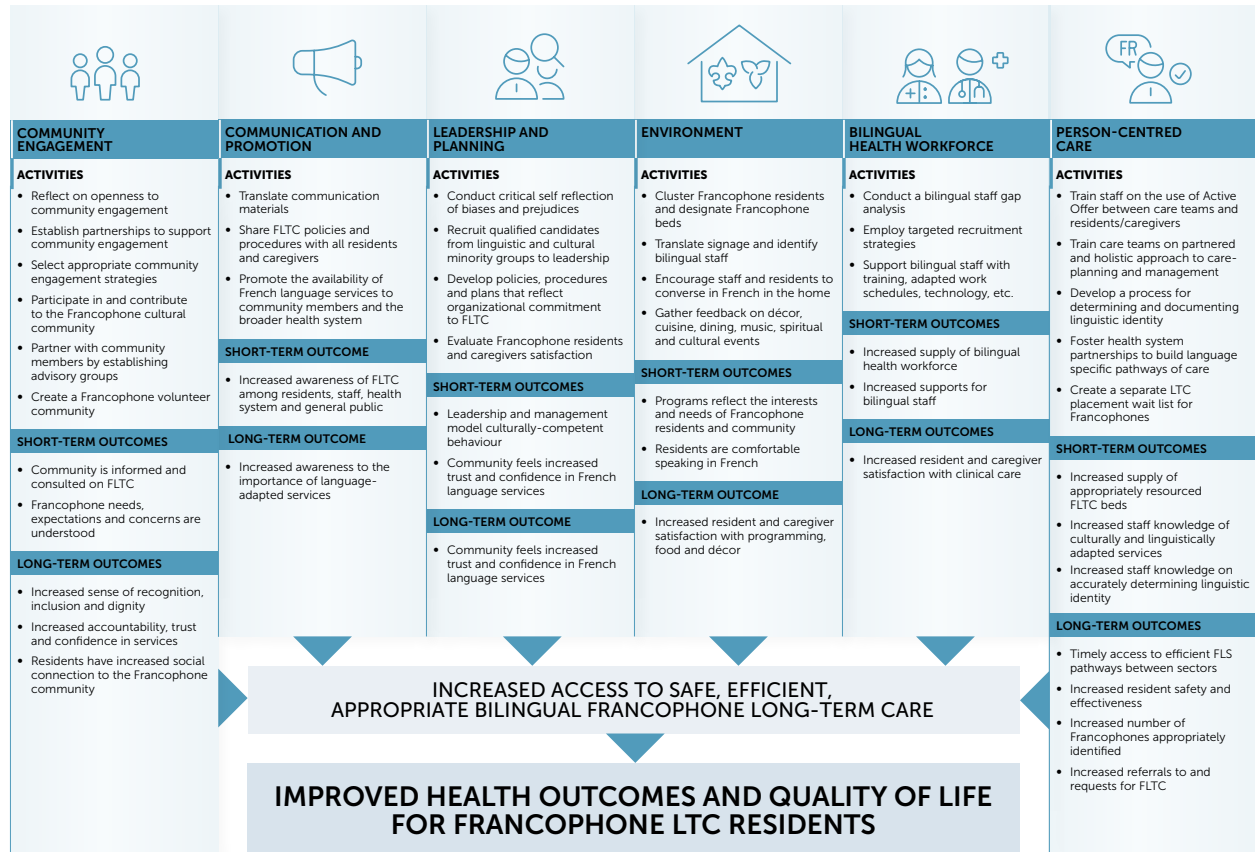 FR
COMMUNITY
ENGAGEMENT
ACTIVITIES
• Reflect on openness to
community engagement
• Establish partnerships to support
community engagement
• Select appropriate community
engagement strategies
• Participate in and contribute
to the Francophone cultural
community
• Partner with community
members by establishing
advisory groups
• Create a Francophone volunteer
community
SHORT-TERM OUTCOMES
• Community is informed and
consulted on FLTC
• Francophone needs,
expectations and concerns are
understood
LONG-TERM OUTCOMES
• Increased sense of recognition,
inclusion and dignity
• Increased accountability, trust
and confidence in services
• Residents have increased social
connection to the Francophone
community
COMMUNICATION AND
PROMOTION
ACTIVITIES
• Translate communication
materials
• Share FLTC policies and
procedures with all residents
and caregivers
• Promote the availability of
French language services to
community members and the
broader health system
SHORT-TERM OUTCOME
• Increased awareness of FLTC
among residents, staff, health
system and general public
LONG-TERM OUTCOME
• Increased awareness to the
importance of language-
adapted services
LEADERSHIP AND
PLANNING
ACTIVITIES
• Conduct critical self reflection
of biases and prejudices
• Recruit qualified candidates
from linguistic and cultural
minority groups to leadership
• Develop policies, procedures
and plans that reflect
organizational commitment
to FLTC
• Evaluate Francophone residents
and caregivers satisfaction
SHORT-TERM OUTCOMES
• Leadership and management
model culturally-competent
behaviour
• Community feels increased
trust and confidence in French
language services
LONG-TERM OUTCOME
• Community feels increased
trust and confidence in French
language services
ENVIRONMENT
ACTIVITIES
• Cluster Francophone residents
and designate Francophone
beds
• Translate signage and identify
bilingual staff
• Encourage staff and residents to
converse in French in the home
• Gather feedback on décor,
cuisine, dining, music, spiritual
and cultural events
SHORT-TERM OUTCOMES
• Programs reflect the interests
and needs of Francophone
residents and community
• Residents are comfortable
speaking in French
LONG-TERM OUTCOME
• Increased resident and caregiver
satisfaction with programming,
food and décor
BILINGUAL
HEALTH WORKFORCE
ACTIVITIES
• Conduct a bilingual staff gap
analysis
• Employ targeted recruitment
strategies
• Support bilingual staff with
training, adapted work
schedules, technology, etc.
SHORT-TERM OUTCOMES
• Increased supply of bilingual
health workforce
• Increased supports for
bilingual staff
LONG-TERM OUTCOMES
• Increased resident and caregiver
satisfaction with clinical care
PERSON-CENTRED
CARE
ACTIVITIES
• Train staff on the use of Active
Offer between care teams and
residents/caregivers
• Train care teams on partnered
and holistic approach to care-
planning and management
• Develop a process for
determining and documenting
linguistic identity
• Foster health system
partnerships to build language
specific pathways of care
• Create a separate LTC
placement wait list for
Francophones
SHORT-TERM OUTCOMES
• Increased supply of
appropriately resourced
FLTC beds
• Increased staff knowledge of
culturally and linguistically
adapted services
• Increased staff knowledge on
accurately determining linguistic
identity
LONG-TERM OUTCOMES
• Timely access to efficient FLS
pathways between sectors
• Increased resident safety and
effectiveness
• Increased number of
Francophones appropriately
identified
• Increased referrals to and
requests for FLTC
INCREASED ACCESS TO SAFE, EFFICIENT,
APPROPRIATE BILINGUAL FRANCOPHONE LONG-TERM CARE
IMPROVED HEALTH OUTCOMES AND QUALITY OF LIFE
FOR FRANCOPHONE LTC RESIDENTS